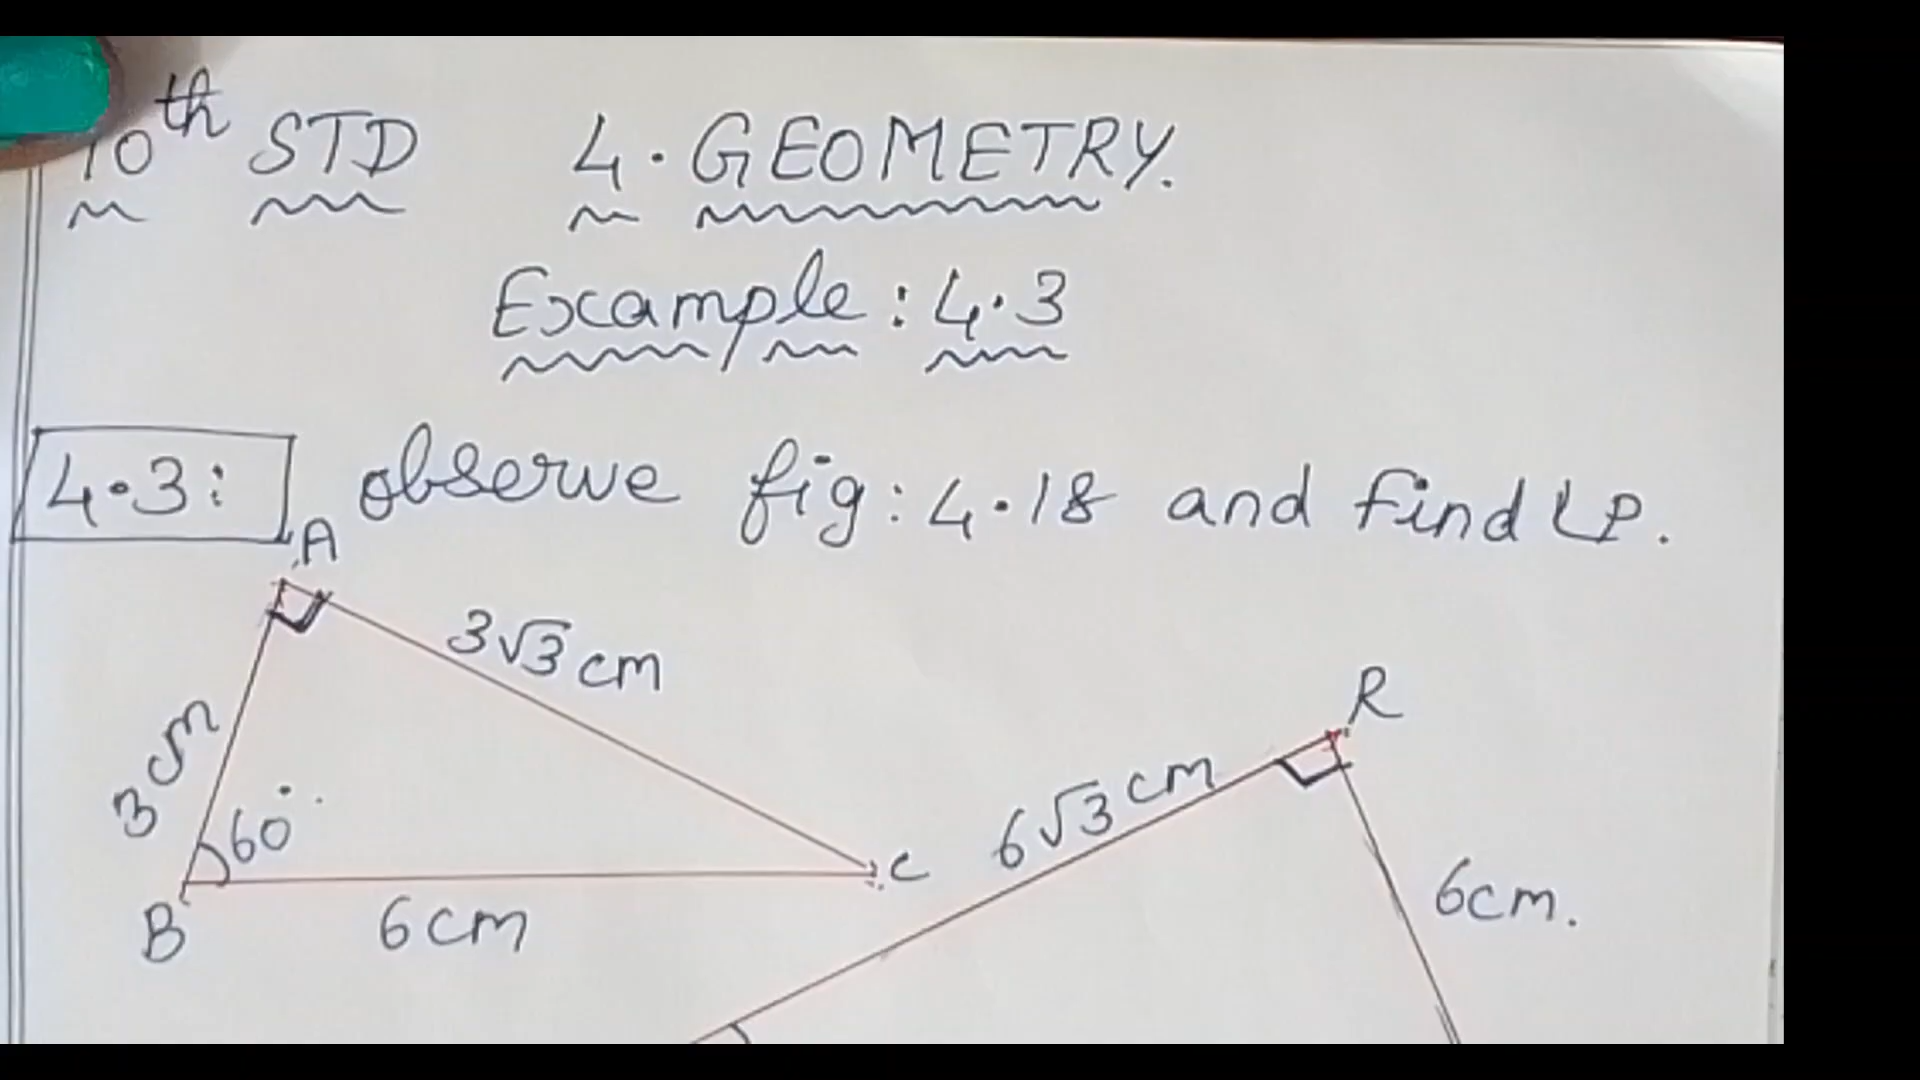 10th STD 4. GEOMETRY.
Example: 4.3
4.3: observe fig: 4.18 and find ∠P.
A
3√3 cm
R
3 cm
6√3 cm
60°
C
6cm.
B
6 cm